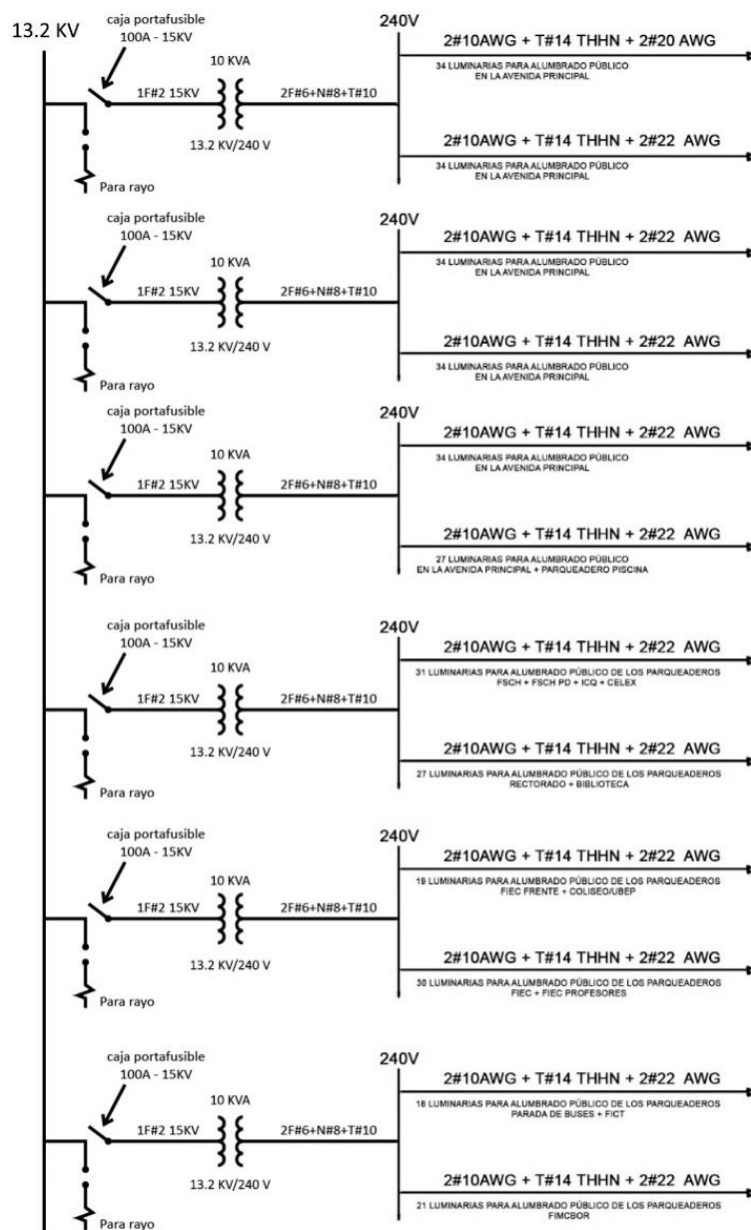 13.2 KV
caja portafusible
100A - 15KV
10 KVA
1F#2 15KV
2F#6+N#8+T#10
13.2 KV/240 V
Para rayo
240V
2#10AWG + T#14 THHN + 2#20 AWG
34 LUMINARIAS PARA ALUMBRADO PÚBLICO
EN LA AVENIDA PRINCIPAL
2#10AWG + T#14 THHN + 2#22 AWG
34 LUMINARIAS PARA ALUMBRADO PÚBLICO
EN LA AVENIDA PRINCIPAL
caja portafusible
100A - 15KV
10 KVA
1F#2 15KV
2F#6+N#8+T#10
13.2 KV/240 V
Para rayo
240V
2#10AWG + T#14 THHN + 2#22 AWG
34 LUMINARIAS PARA ALUMBRADO PÚBLICO
EN LA AVENIDA PRINCIPAL
2#10AWG + T#14 THHN + 2#22 AWG
34 LUMINARIAS PARA ALUMBRADO PÚBLICO
EN LA AVENIDA PRINCIPAL
caja portafusible
100A - 15KV
10 KVA
1F#2 15KV
2F#6+N#8+T#10
13.2 KV/240 V
Para rayo
240V
2#10AWG + T#14 THHN + 2#22 AWG
34 LUMINARIAS PARA ALUMBRADO PÚBLICO
EN LA AVENIDA PRINCIPAL
2#10AWG + T#14 THHN + 2#22 AWG
27 LUMINARIAS PARA ALUMBRADO PÚBLICO
EN LA AVENIDA PRINCIPAL + PARQUEADERO PISCINA
caja portafusible
100A - 15KV
10 KVA
1F#2 15KV
2F#6+N#8+T#10
13.2 KV/240 V
Para rayo
240V
2#10AWG + T#14 THHN + 2#22 AWG
31 LUMINARIAS PARA ALUMBRADO PÚBLICO DE LOS PARQUEADEROS
FSCH + FSCH PD + ICQ + CELEX
2#10AWG + T#14 THHN + 2#22 AWG
27 LUMINARIAS PARA ALUMBRADO PÚBLICO DE LOS PARQUEADEROS
RECTORADO + BIBLIOTECA
caja portafusible
100A - 15KV
10 KVA
1F#2 15KV
2F#6+N#8+T#10
13.2 KV/240 V
Para rayo
240V
2#10AWG + T#14 THHN + 2#22 AWG
19 LUMINARIAS PARA ALUMBRADO PÚBLICO DE LOS PARQUEADEROS
FIEC FRENTE + COLISEO/UBEP
2#10AWG + T#14 THHN + 2#22 AWG
30 LUMINARIAS PARA ALUMBRADO PÚBLICO DE LOS PARQUEADEROS
FIEC + FIEC PROFESORES
caja portafusible
100A - 15KV
10 KVA
1F#2 15KV
2F#6+N#8+T#10
13.2 KV/240 V
Para rayo
240V
2#10AWG + T#14 THHN + 2#22 AWG
18 LUMINARIAS PARA ALUMBRADO PÚBLICO DE LOS PARQUEADEROS
PARADA DE BUSES + FICT
2#10AWG + T#14 THHN + 2#22 AWG
21 LUMINARIAS PARA ALUMBRADO PÚBLICO DE LOS PARQUEADEROS
FIMCBOR